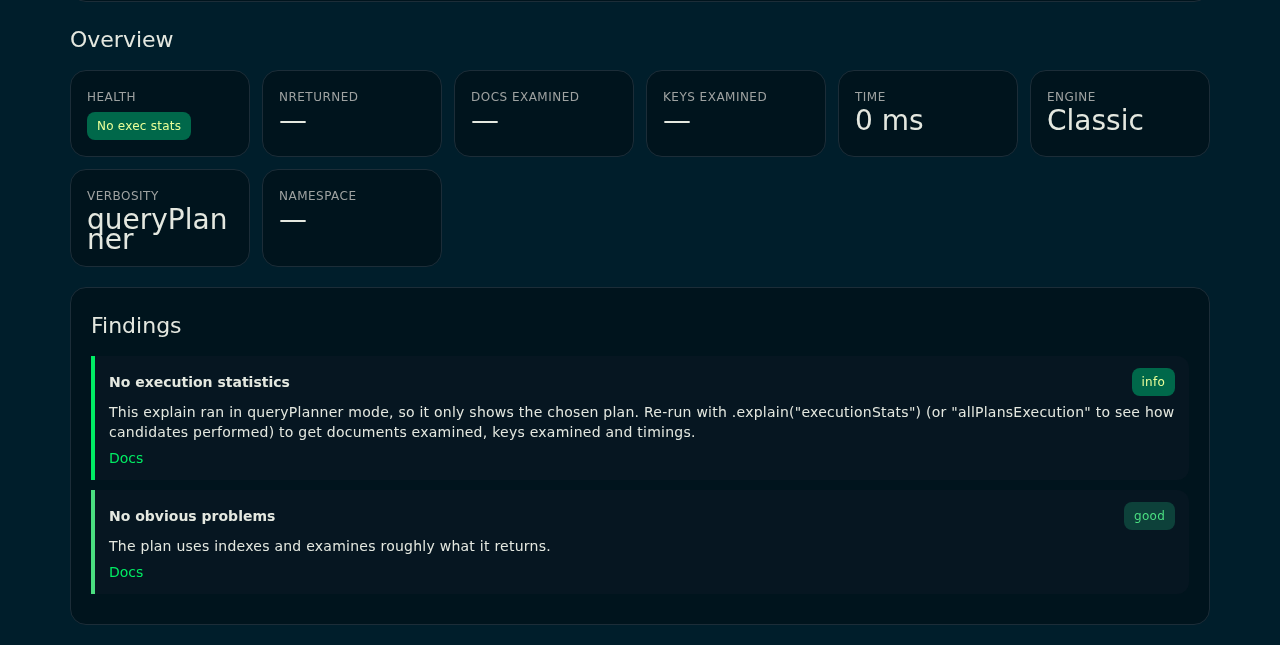 Overview
HEALTH
No exec stats
NRETURNED
—
DOCS EXAMINED
—
KEYS EXAMINED
—
TIME
0 ms
ENGINE
Classic
VERBOSITY
queryPlan
ner
NAMESPACE
—
Findings
No execution statistics
info
This explain ran in queryPlanner mode, so it only shows the chosen plan. Re-run with .explain("executionStats") (or "allPlansExecution" to see how
candidates performed) to get documents examined, keys examined and timings.
Docs
No obvious problems
good
The plan uses indexes and examines roughly what it returns.
Docs